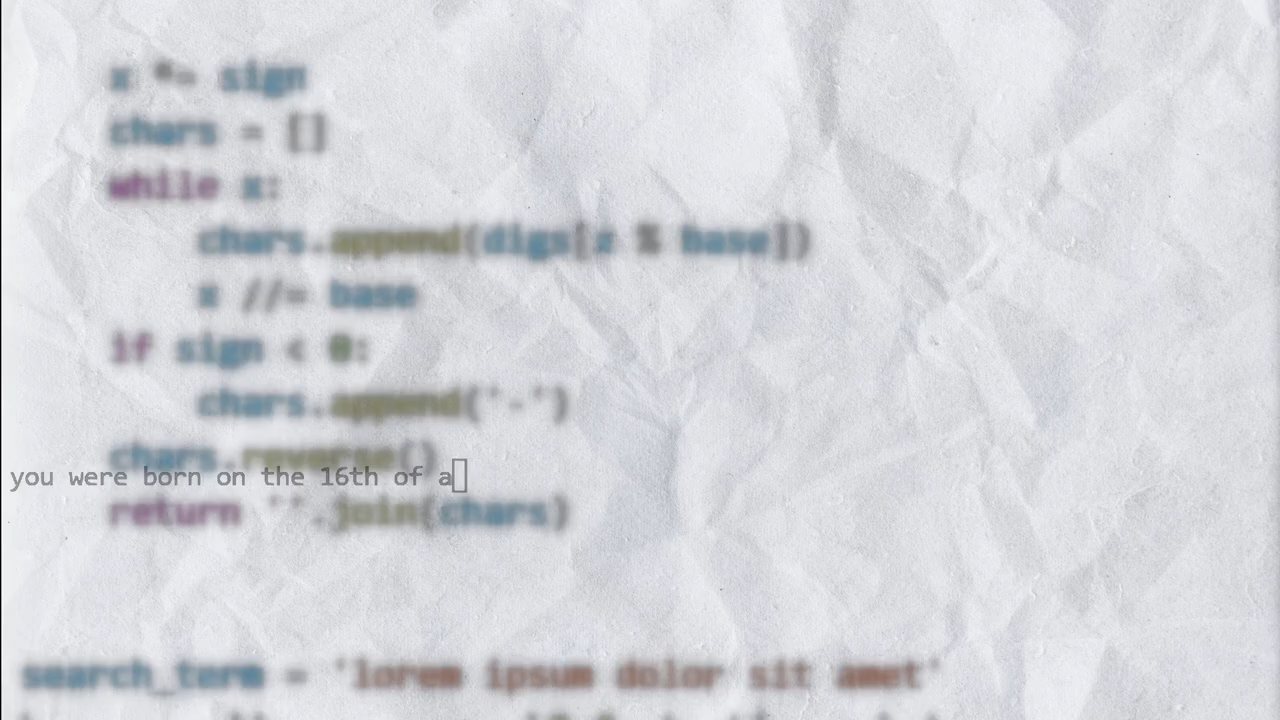 x *= sign
chars = []
while x:
chars.append(digs[x % base])
x //= base
if sign < 0:
chars.append('-')
chars.reverse()
you were born on the 16th of a
return ''.join(chars)
search_term = 'lorem ipsum dolor sit amet'